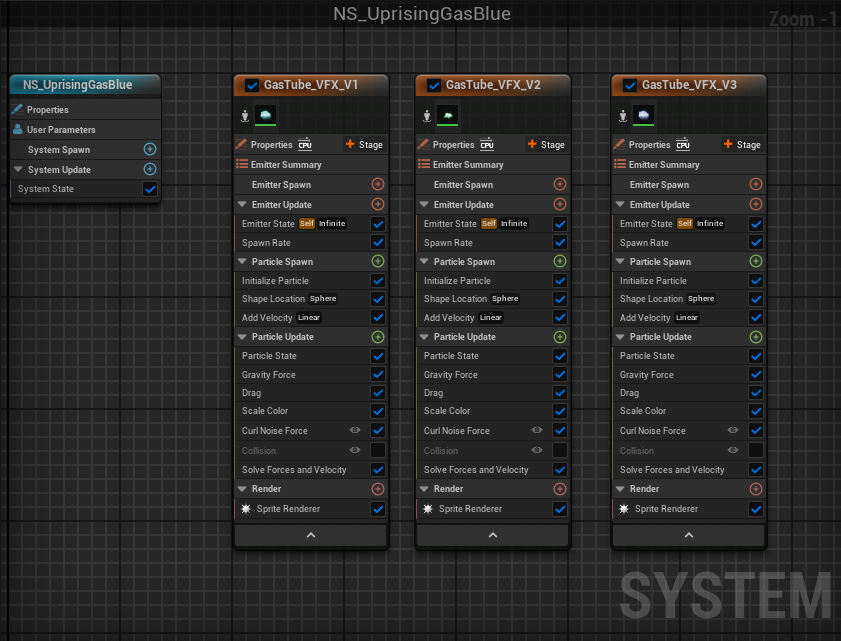 NS_UprisingGasBlue
Zoom -1
NS_UprisingGasBlue
Properties
User Parameters
System Spawn
System Update
System State
GasTube_VFX_V1
Properties CPU Stage
Emitter Summary
Emitter Spawn
Emitter Update
Emitter State Self Infinite
Spawn Rate
Particle Spawn
Initialize Particle
Shape Location Sphere
Add Velocity Linear
Particle Update
Particle State
Gravity Force
Drag
Scale Color
Curl Noise Force
Collision
Solve Forces and Velocity
Render
Sprite Renderer
GasTube_VFX_V2
Properties CPU Stage
Emitter Summary
Emitter Spawn
Emitter Update
Emitter State Self Infinite
Spawn Rate
Particle Spawn
Initialize Particle
Shape Location Sphere
Add Velocity Linear
Particle Update
Particle State
Gravity Force
Drag
Scale Color
Curl Noise Force
Collision
Solve Forces and Velocity
Render
Sprite Renderer
GasTube_VFX_V3
Properties CPU Stage
Emitter Summary
Emitter Spawn
Emitter Update
Emitter State Self Infinite
Spawn Rate
Particle Spawn
Initialize Particle
Shape Location Sphere
Add Velocity Linear
Particle Update
Particle State
Gravity Force
Drag
Scale Color
Curl Noise Force
Collision
Solve Forces and Velocity
Render
Sprite Renderer
SYSTEM